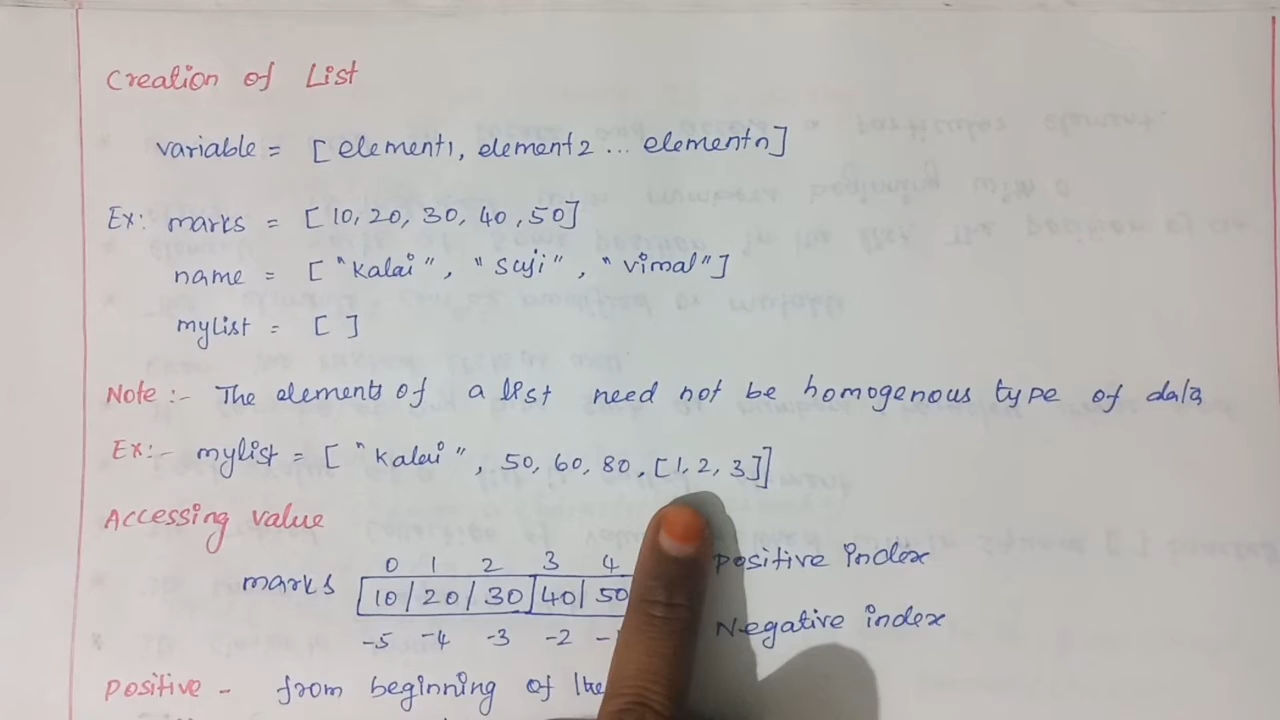 Creation of List
variable = [element1, element2 ... elementn]
Ex: marks = [10, 20, 30, 40, 50]
name = ["Kalai", "Suji", "Vimal"]
mylist = [ ]
Note :- The elements of a list need not be homogenous type of data
Ex:- mylist = ["Kalai", 50, 60, 80, [1, 2, 3]]
Accessing value
0 1 2 3 4 positive index
marks 10 20 30 40 50
-5 -4 -3 -2 Negative index
positive - from beginning of the